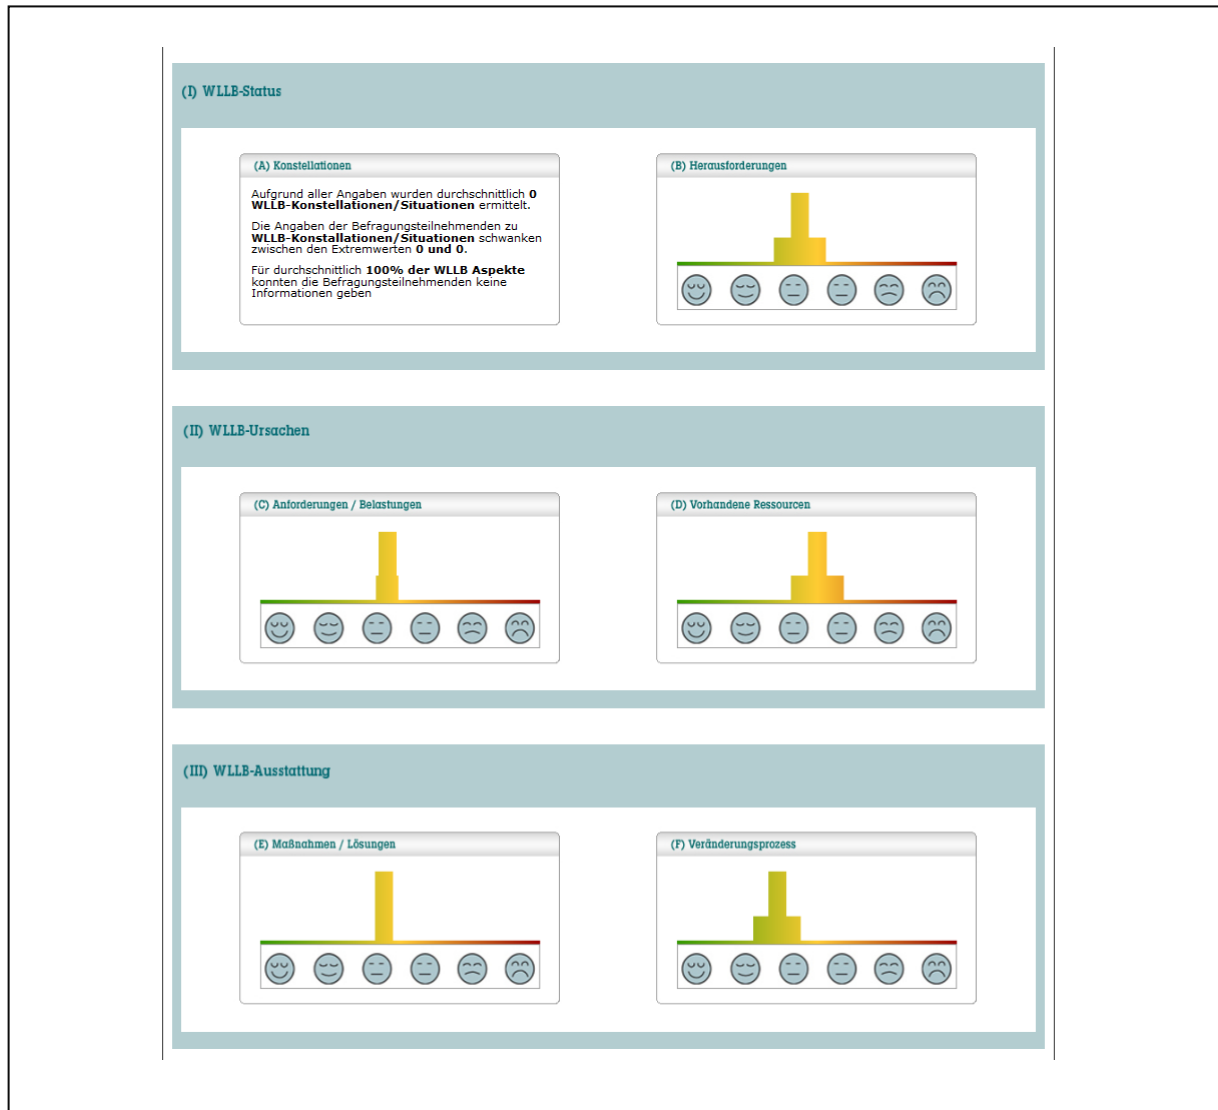 (I) WLLB-Status
(A) Konstellationen
Aufgrund aller Angaben wurden durchschnittlich 0
WLLB-Konstellationen/Situationen ermittelt.
Die Angaben der Befragungsteilnehmenden zu
WLLB-Konstallationen/Situationen schwanken
zwischen den Extremwerten 0 und 0.
Für durchschnittlich 100% der WLLB Aspekte
konnten die Befragungsteilnehmenden keine
Informationen geben
(B) Herausforderungen
(II) WLLB-Ursachen
(C) Anforderungen / Belastungen
(D) Vorhandene Ressourcen
(III) WLLB-Ausstattung
(E) Maßnahmen / Lösungen
(F) Veränderungsprozess